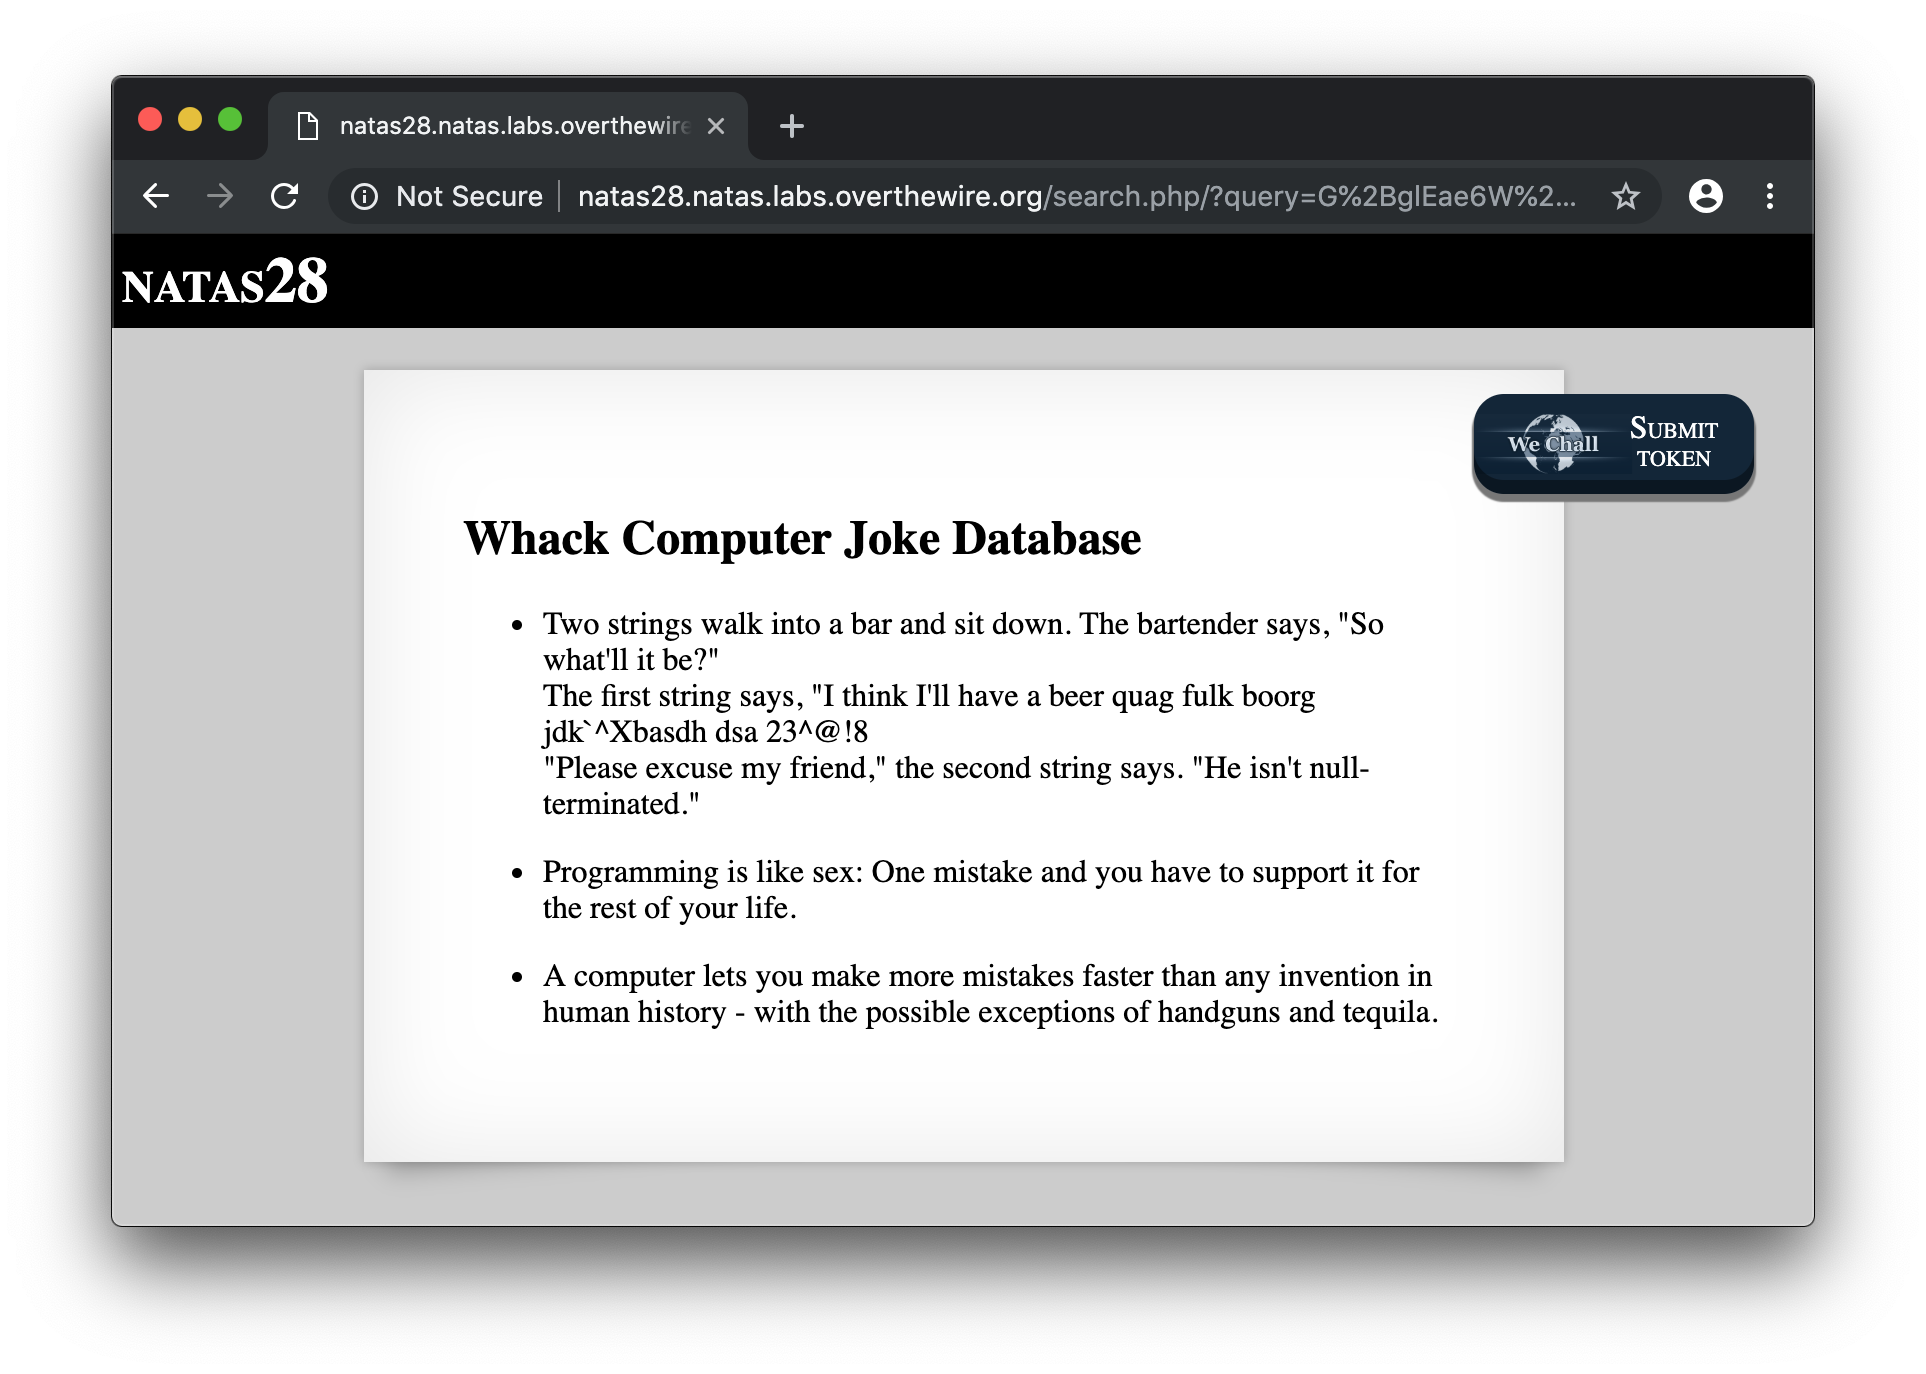 natas28.natas.labs.overthewire
Not Secure natas28.natas.labs.overthewire.org/search.php/?query=G%2BglEae6W%2...
NATAS28
We Chall
SUBMIT
TOKEN
Whack Computer Joke Database
• Two strings walk into a bar and sit down. The bartender says, "So
what'll it be?"
The first string says, "I think I'll have a beer quag fulk boorg
jdk`^Xbasdh dsa 23^@!8
"Please excuse my friend," the second string says. "He isn't null-
terminated."
• Programming is like sex: One mistake and you have to support it for
the rest of your life.
• A computer lets you make more mistakes faster than any invention in
human history - with the possible exceptions of handguns and tequila.